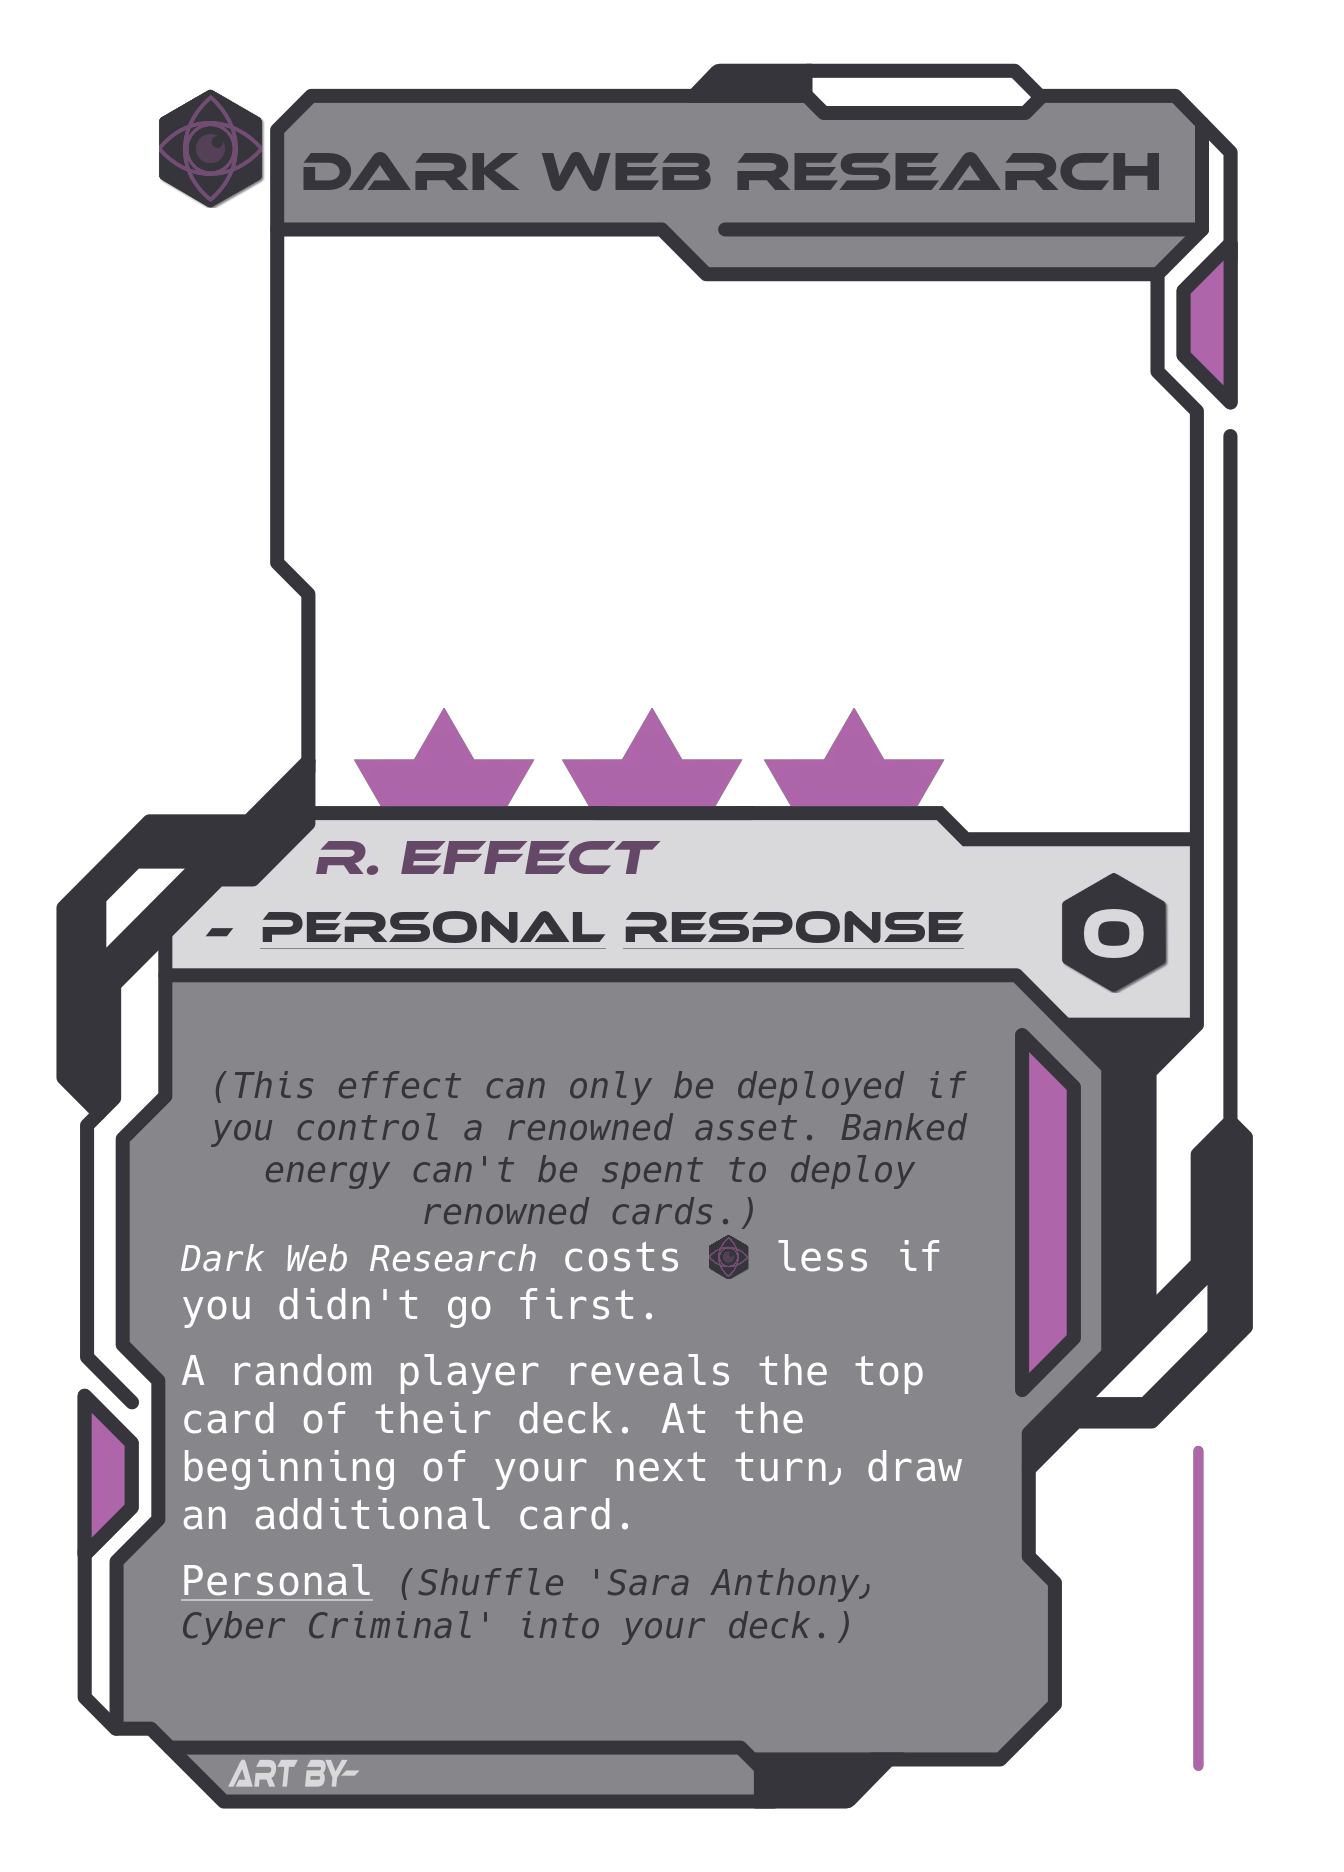 DARK WEB RESEARCH
R. EFFECT
- PERSONAL RESPONSE
0
(This effect can only be deployed if
you control a renowned asset. Banked
energy can't be spent to deploy
renowned cards.)
Dark Web Research costs less if
you didn't go first.
A random player reveals the top
card of their deck. At the
beginning of your next turn, draw
an additional card.
Personal (Shuffle 'Sara Anthony,
Cyber Criminal' into your deck.)
ART BY-